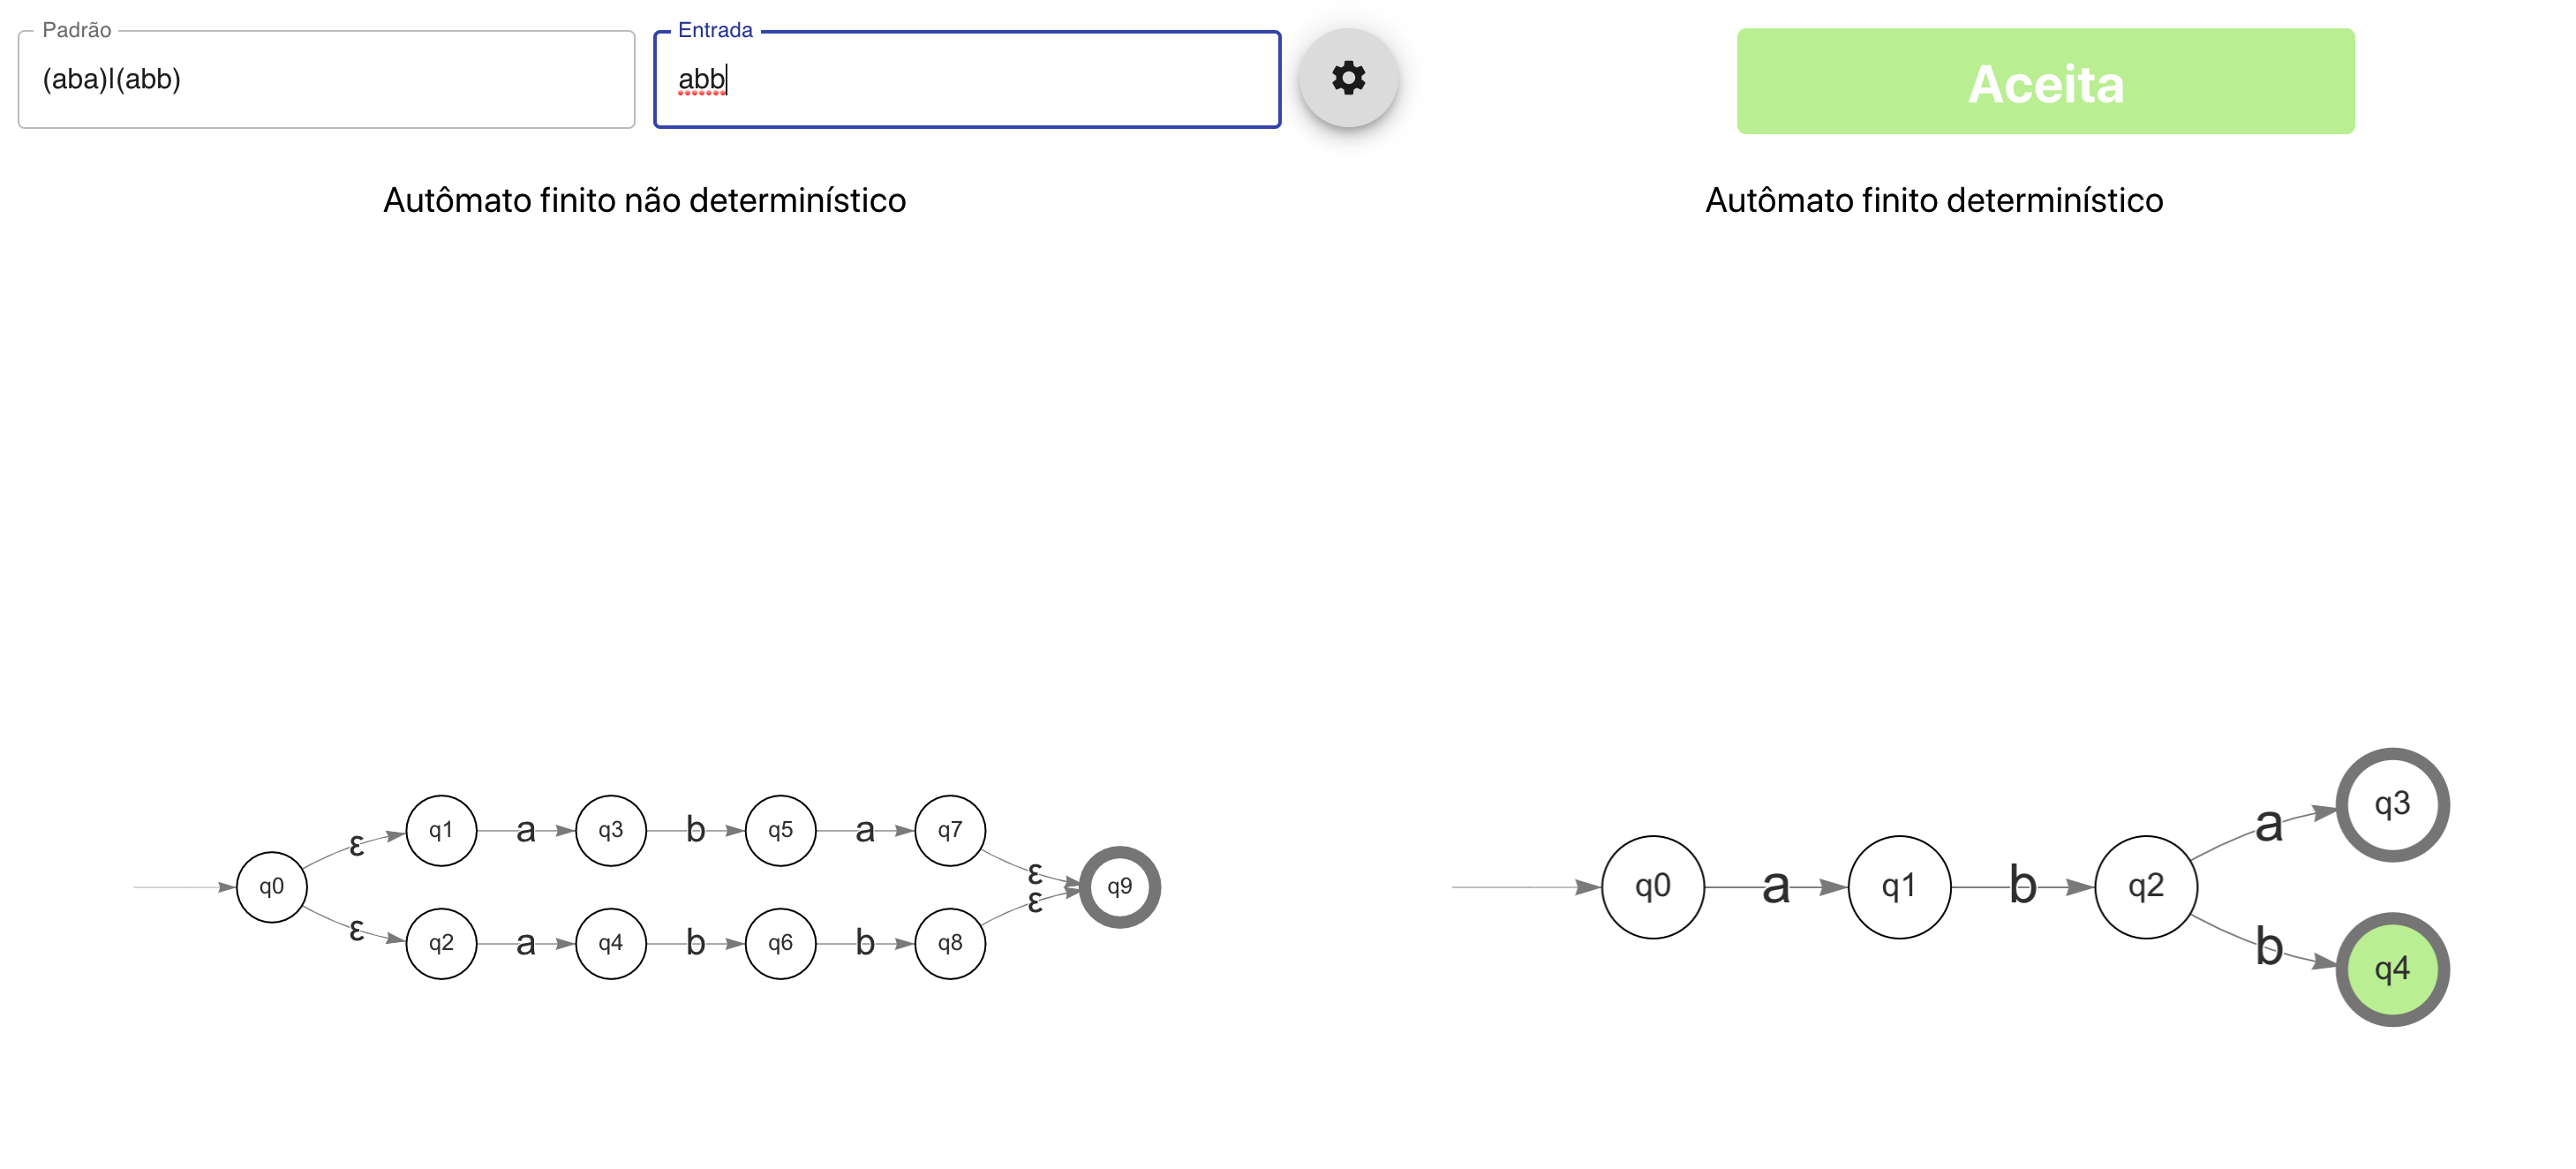 Padrão
(aba)|(abb)
Entrada
abb
Aceita
Autômato finito não determinístico
Autômato finito determinístico
q0
ε
ε
q1
a
q3
b
q5
a
q7
ε
q2
a
q4
b
q6
b
q8
ε
q9
q0
a
q1
b
q2
a
q3
b
q4